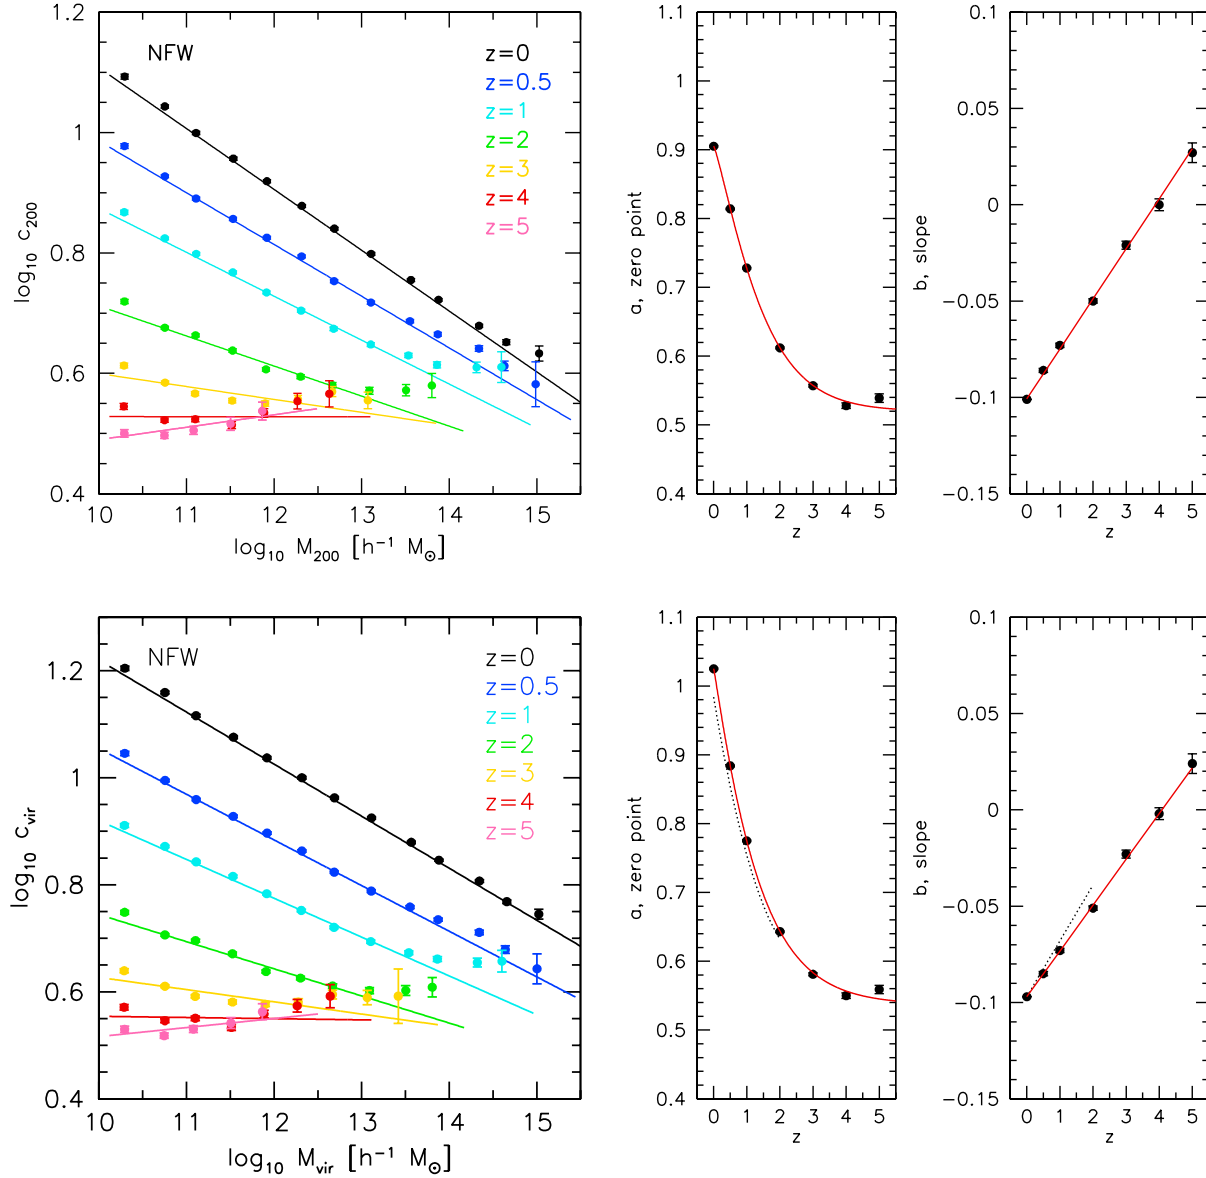 1.2
1
0.8
0.6
0.4
log₁₀ c₂₀₀
NFW
z=0
z=0.5
z=1
z=2
z=3
z=4
z=5
10 11 12 13 14 15
log₁₀ M₂₀₀ [h⁻¹ M⊙]
1.1
1
0.9
0.8
0.7
0.6
0.5
0.4
a, zero point
0 1 2 3 4 5
z
0.1
0.05
0
−0.05
−0.1
−0.15
b, slope
0 1 2 3 4 5
z
1.2
1
0.8
0.6
0.4
log₁₀ cᵥᵢᵣ
NFW
z=0
z=0.5
z=1
z=2
z=3
z=4
z=5
10 11 12 13 14 15
log₁₀ Mᵥᵢᵣ [h⁻¹ M⊙]
1.1
1
0.9
0.8
0.7
0.6
0.5
0.4
a, zero point
0 1 2 3 4 5
z
0.1
0.05
0
−0.05
−0.1
−0.15
b, slope
0 1 2 3 4 5
z